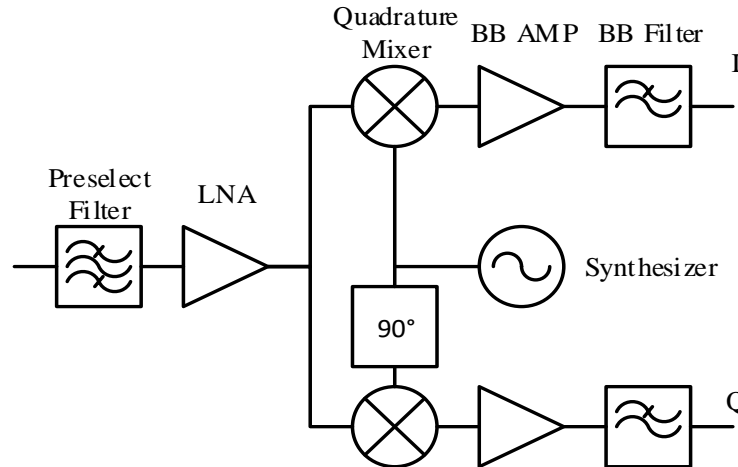 Quadrature
Mixer
BB AMP
BB Filter
I
Preselect
Filter
LNA
Synthesizer
90°
Q